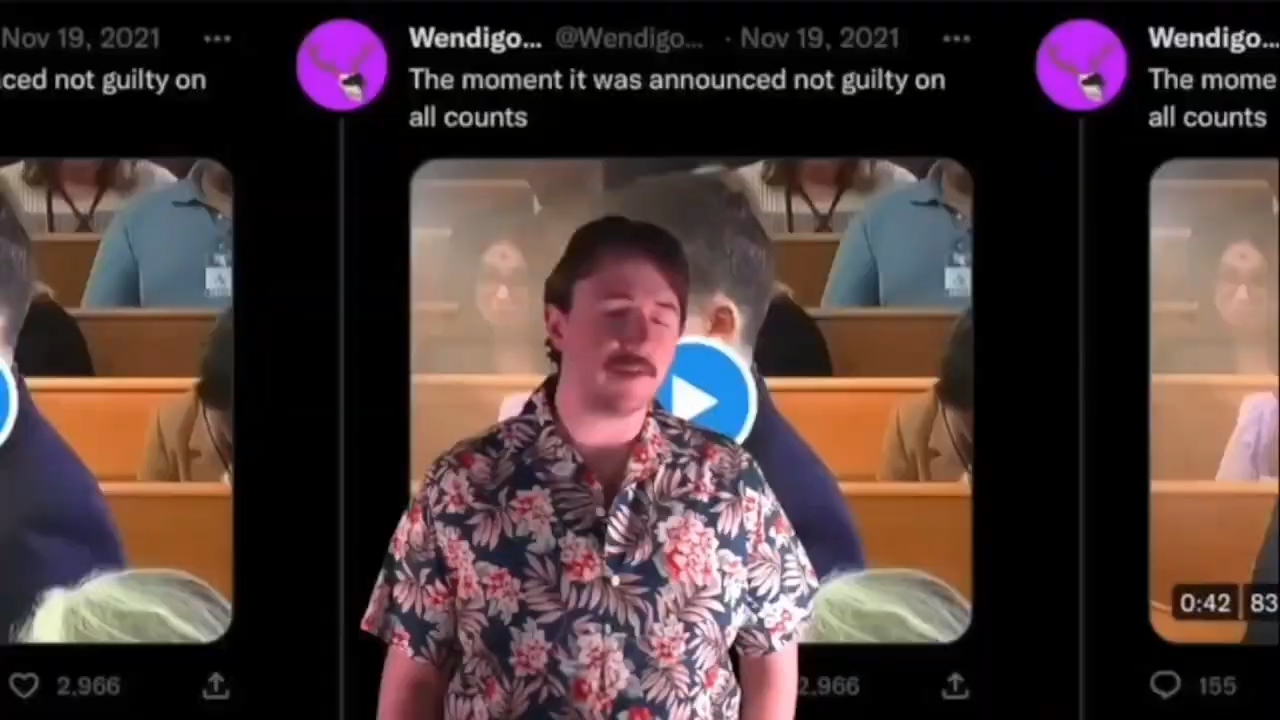 Nov 19, 2021
ced not guilty on
2,966
Wendigo... @Wendigo... · Nov 19, 2021
The moment it was announced not guilty on
all counts
2,966
Wendigo...
The mome
all counts
0:42 83
155